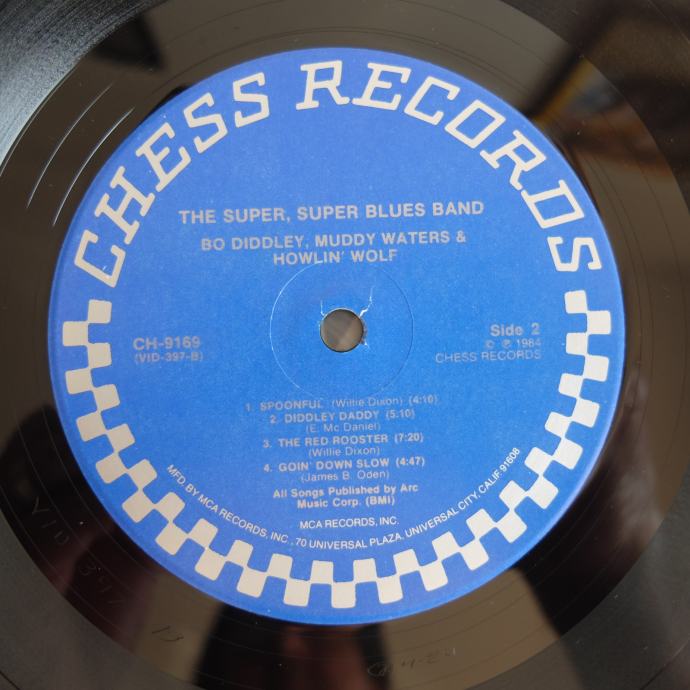 CHESS RECORDS
THE SUPER, SUPER BLUES BAND
BO DIDDLEY, MUDDY WATERS &
HOWLIN' WOLF
CH-9169
(VID-397-B)
Side 2
© ℗ 1984
CHESS RECORDS
1. SPOONFUL (Willie Dixon) (4:10)
2. DIDDLEY DADDY (5:10)
(E. Mc Daniel)
3. THE RED ROOSTER (7:20)
(Willie Dixon)
4. GOIN' DOWN SLOW (4:47)
(James B. Oden)
All Songs Published by Arc
Music Corp. (BMI)
MCA RECORDS, INC.
MFD BY MCA RECORDS, INC., 70 UNIVERSAL PLAZA, UNIVERSAL CITY, CALIF. 91608
VID 397 B